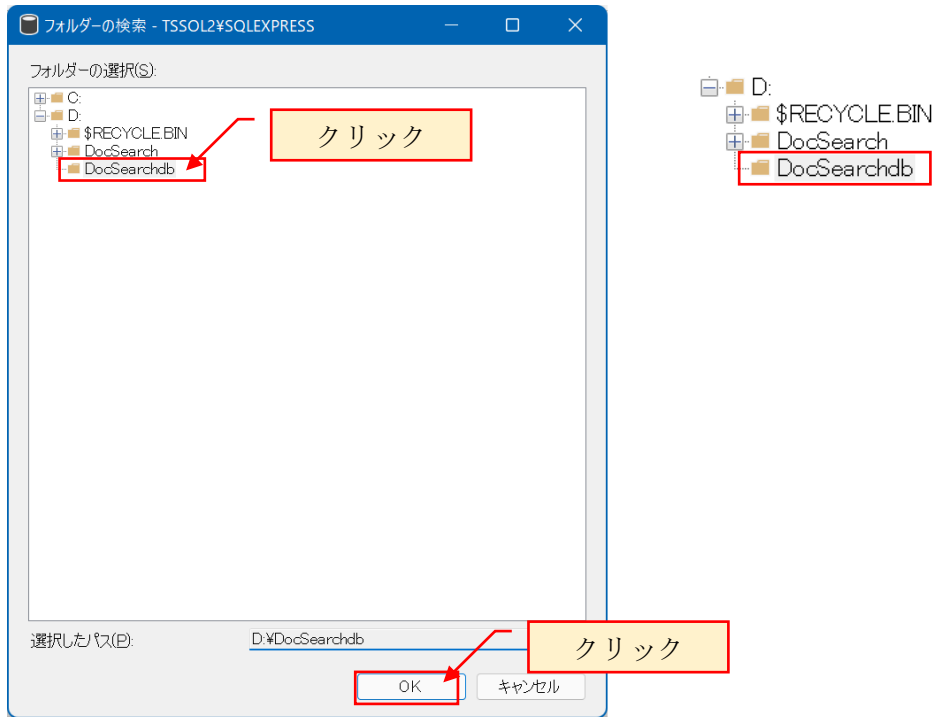 フォルダーの検索 - TSSOL2¥SQLEXPRESS
フォルダーの選択(S):
C:
D:
$RECYCLE.BIN
DocSearch
DocSearchdb
クリック
選択したパス(P):
D:¥DocSearchdb
クリック
OK
キャンセル
D:
$RECYCLE.BIN
DocSearch
DocSearchdb